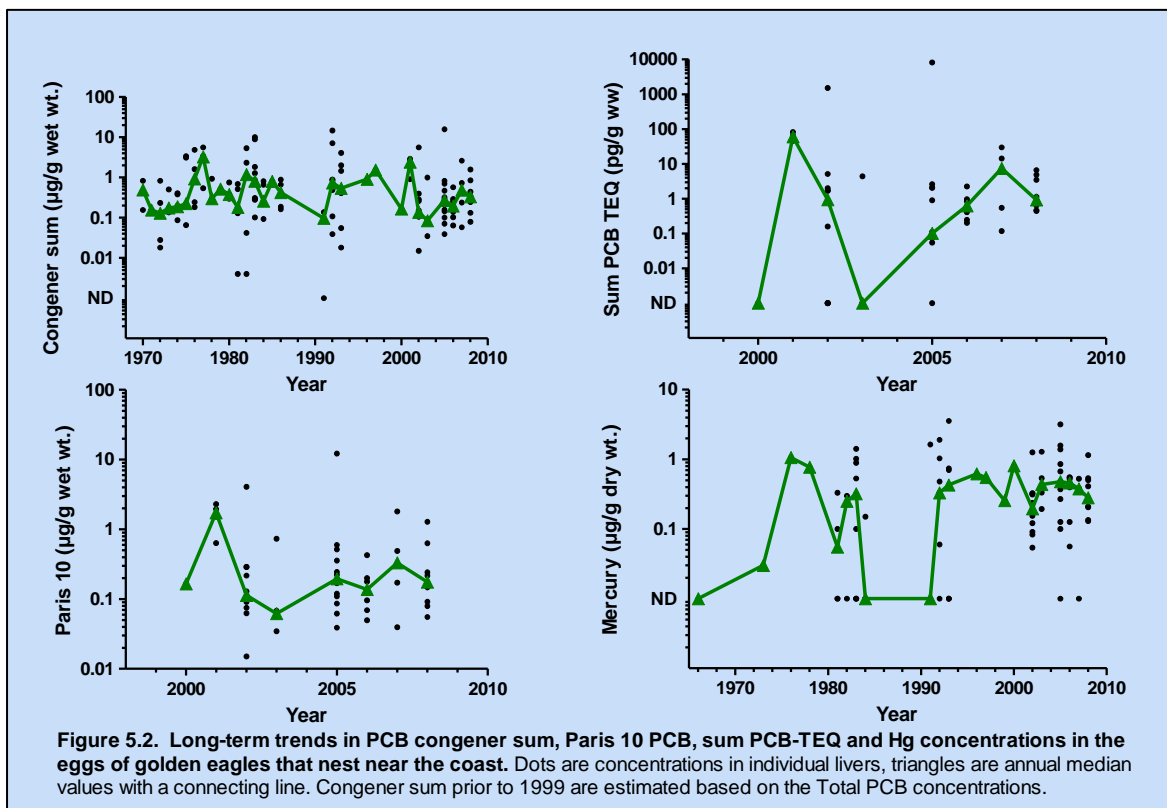 Congener sum (µg/g wet wt.)
100
10
1
0.1
0.01
ND
1970 1980 1990 2000 2010
Year
Sum PCB TEQ (pg/g ww)
10000
1000
100
10
1
0.1
0.01
ND
2000 2005 2010
Year
Paris 10 (µg/g wet wt.)
100
10
1
0.1
0.01
2000 2005 2010
Year
Mercury (µg/g dry wt.)
10
1
0.1
ND
1970 1980 1990 2000 2010
Year
Figure 5.2. Long-term trends in PCB congener sum, Paris 10 PCB, sum PCB-TEQ and Hg concentrations in the
eggs of golden eagles that nest near the coast. Dots are concentrations in individual livers, triangles are annual median
values with a connecting line. Congener sum prior to 1999 are estimated based on the Total PCB concentrations.